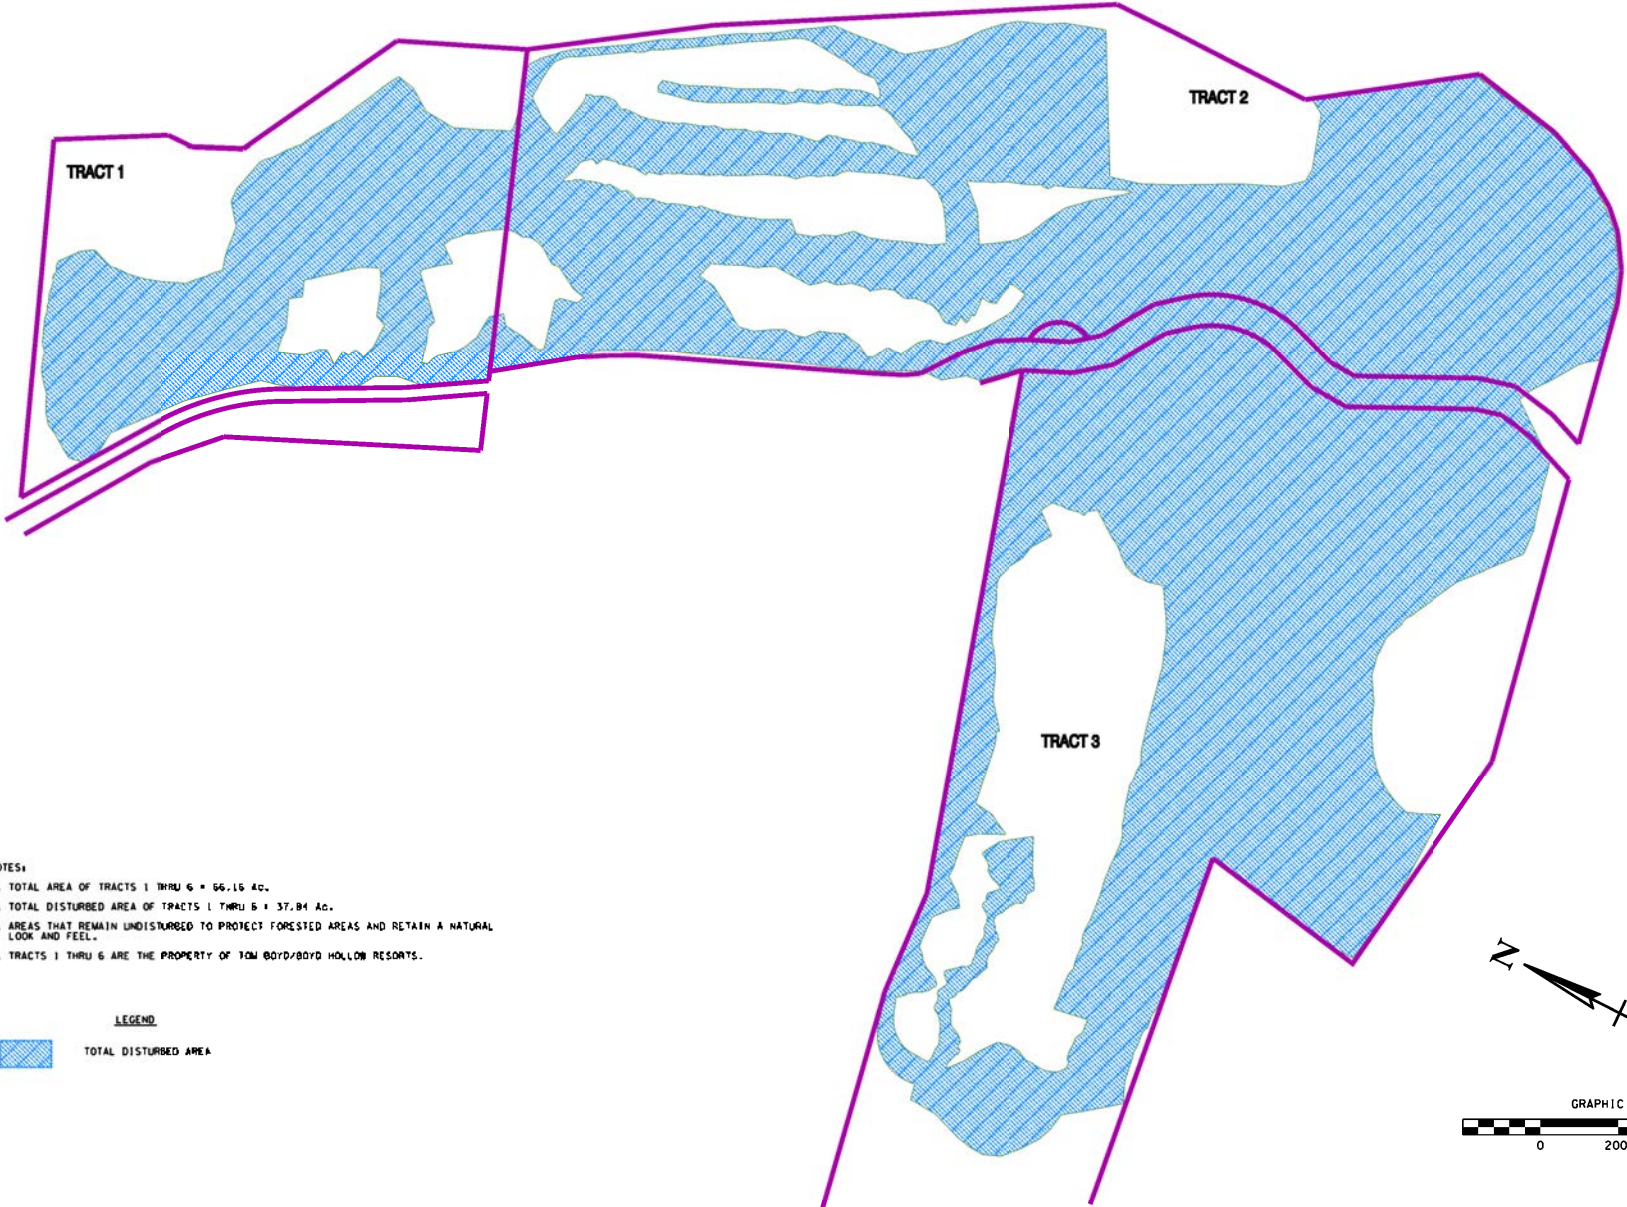 TRACT 2
TRACT 1
TRACT 3
OTES:
TOTAL AREA OF TRACTS 1 THRU 6 = 66.16 Ac.
TOTAL DISTURBED AREA OF TRACTS 1 THRU 6 = 37.84 Ac.
AREAS THAT REMAIN UNDISTURBED TO PROTECT FORESTED AREAS AND RETAIN A NATURAL
LOOK AND FEEL.
TRACTS 1 THRU 6 ARE THE PROPERTY OF TOM BOYD/BOYD HOLLOW RESORTS.
N
LEGEND
TOTAL DISTURBED AREA
GRAPHIC
0 200